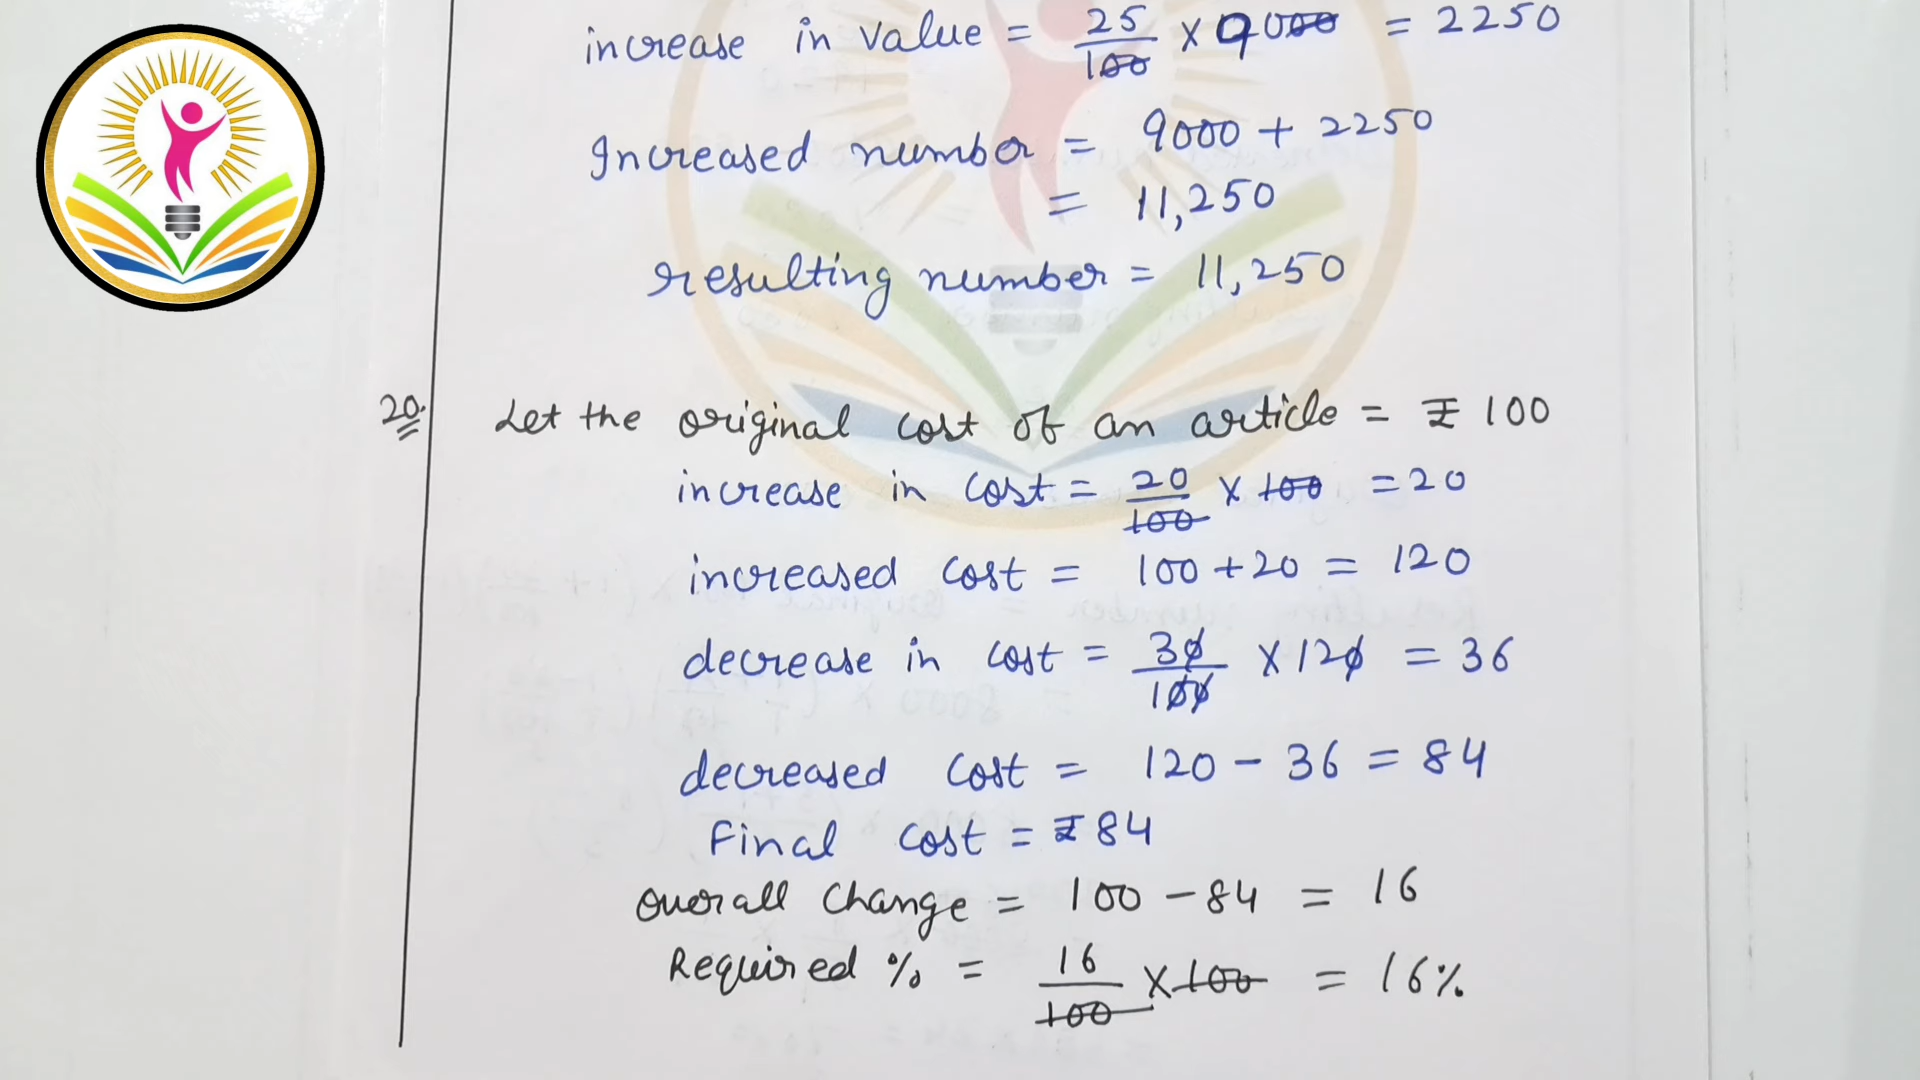 increase in value = 25/100 × 9000 = 2250
Increased number = 9000 + 2250
= 11,250
resulting number = 11,250
20. Let the original cost of an article = ₹ 100
increase in cost = 20/100 × 100 = 20
increased cost = 100 + 20 = 120
decrease in cost = 30/100 × 120 = 36
decreased cost = 120 - 36 = 84
Final cost = ₹ 84
Overall Change = 100 - 84 = 16
Required % = 16/100 × 100 = 16%